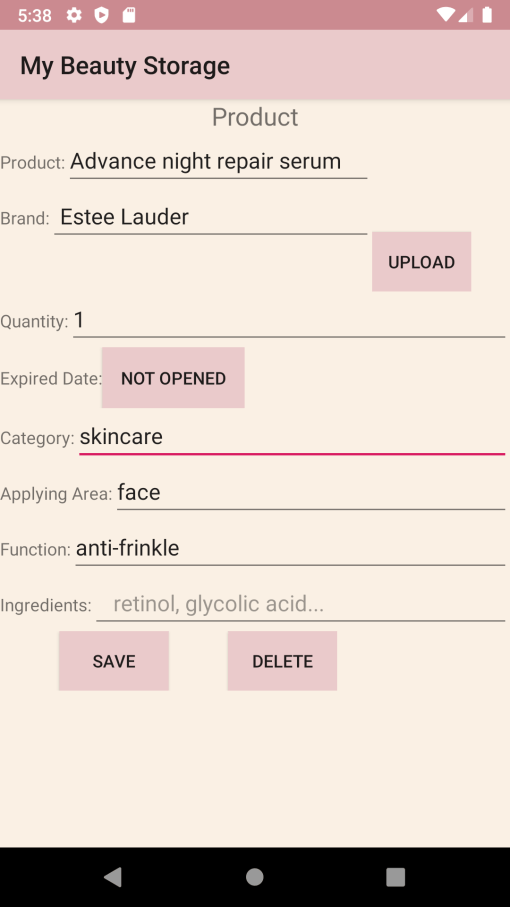 5:38
My Beauty Storage
Product
Product: Advance night repair serum
Brand: Estee Lauder
UPLOAD
Quantity: 1
Expired Date: NOT OPENED
Category: skincare
Applying Area: face
Function: anti-frinkle
Ingredients: retinol, glycolic acid...
SAVE DELETE